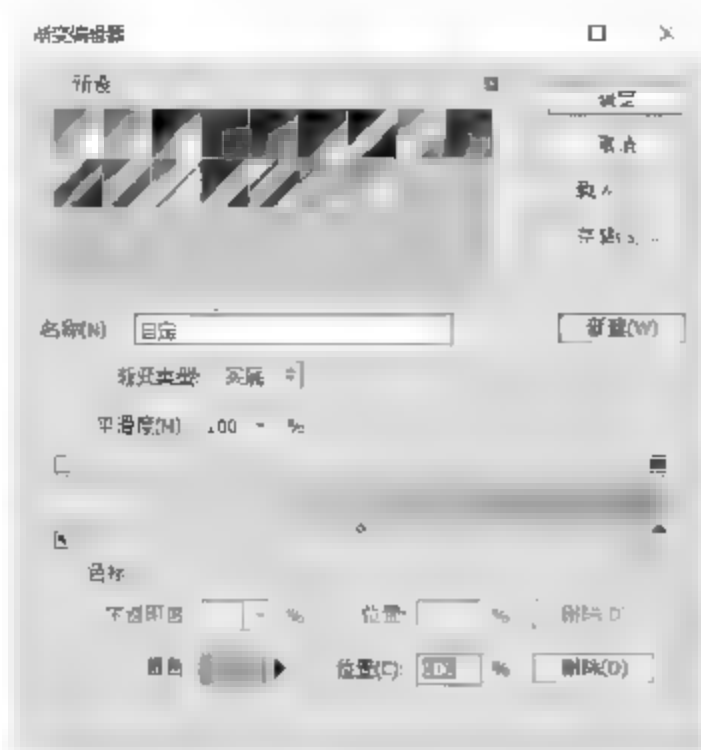 渐变编辑器
预设
确定
取消
载入
存储(S)...
名称(N)
自定
新建(W)
渐变类型: 实底
平滑度(M) 100 %
色标
不透明度 % 位置: % 删除(D)
颜色 位置(C): 100 % 删除(D)